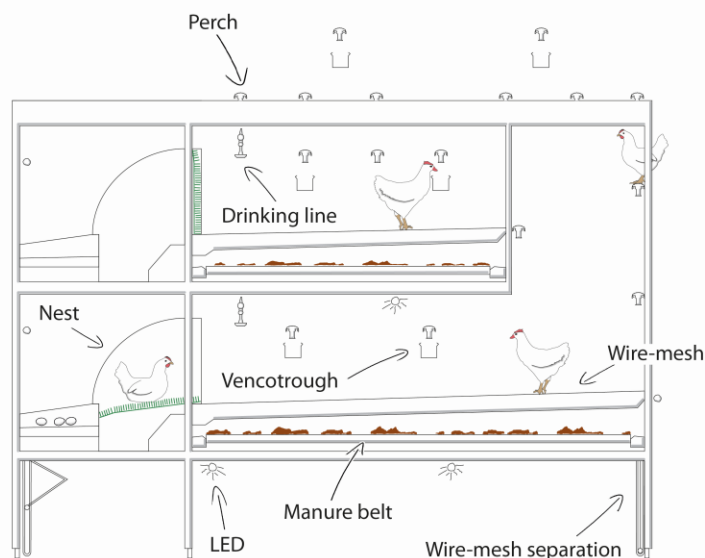 Perch
Drinking line
Nest
Wire-mesh
Vencotrough
Manure belt
LED
Wire-mesh separation